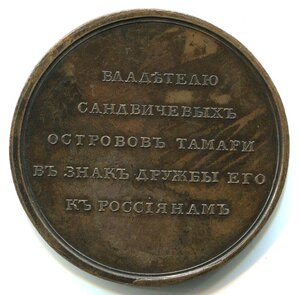 ВЛАДѢТЕЛЮ
САНДВИЧЕВЫХЪ
ОСТРОВОВЪ ТАМАРИ
ВЪ ЗНАКЪ ДРУЖБЫ ЕГО
КЪ РОССІЯНАМЪ